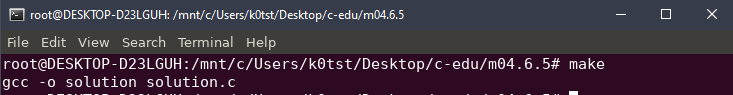 root@DESKTOP-D23LGUH: /mnt/c/Users/k0tst/Desktop/c-edu/m04.6.5
File Edit View Search Terminal Help
root@DESKTOP-D23LGUH:/mnt/c/Users/k0tst/Desktop/c-edu/m04.6.5# make
gcc -o solution solution.c